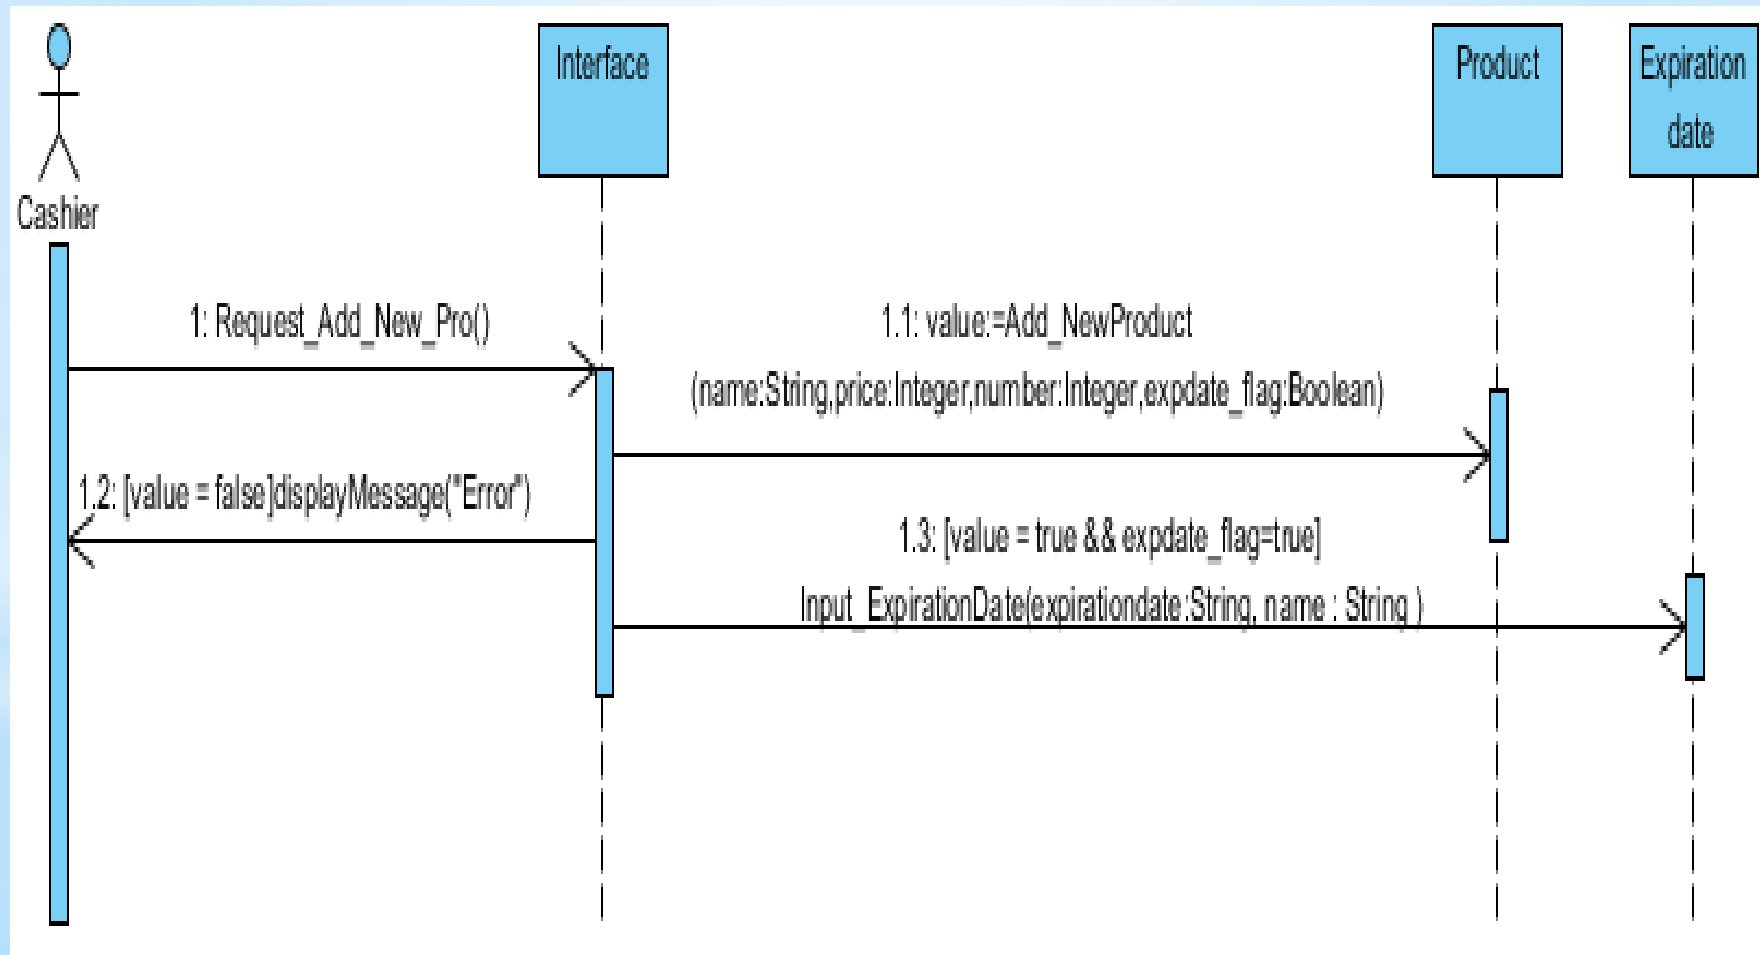 Interface
Product
Expiration
date
Cashier
1: Request_Add_New_Pro()
1.1: value:=Add_NewProduct
(name:String,price:Integer,number:Integer,expdate_flag:Boolean)
1.2: [value = false]displayMessage("Error")
1.3: [value = true && expdate_flag=true]
Input_ExpirationDate(expirationdate:String, name : String )